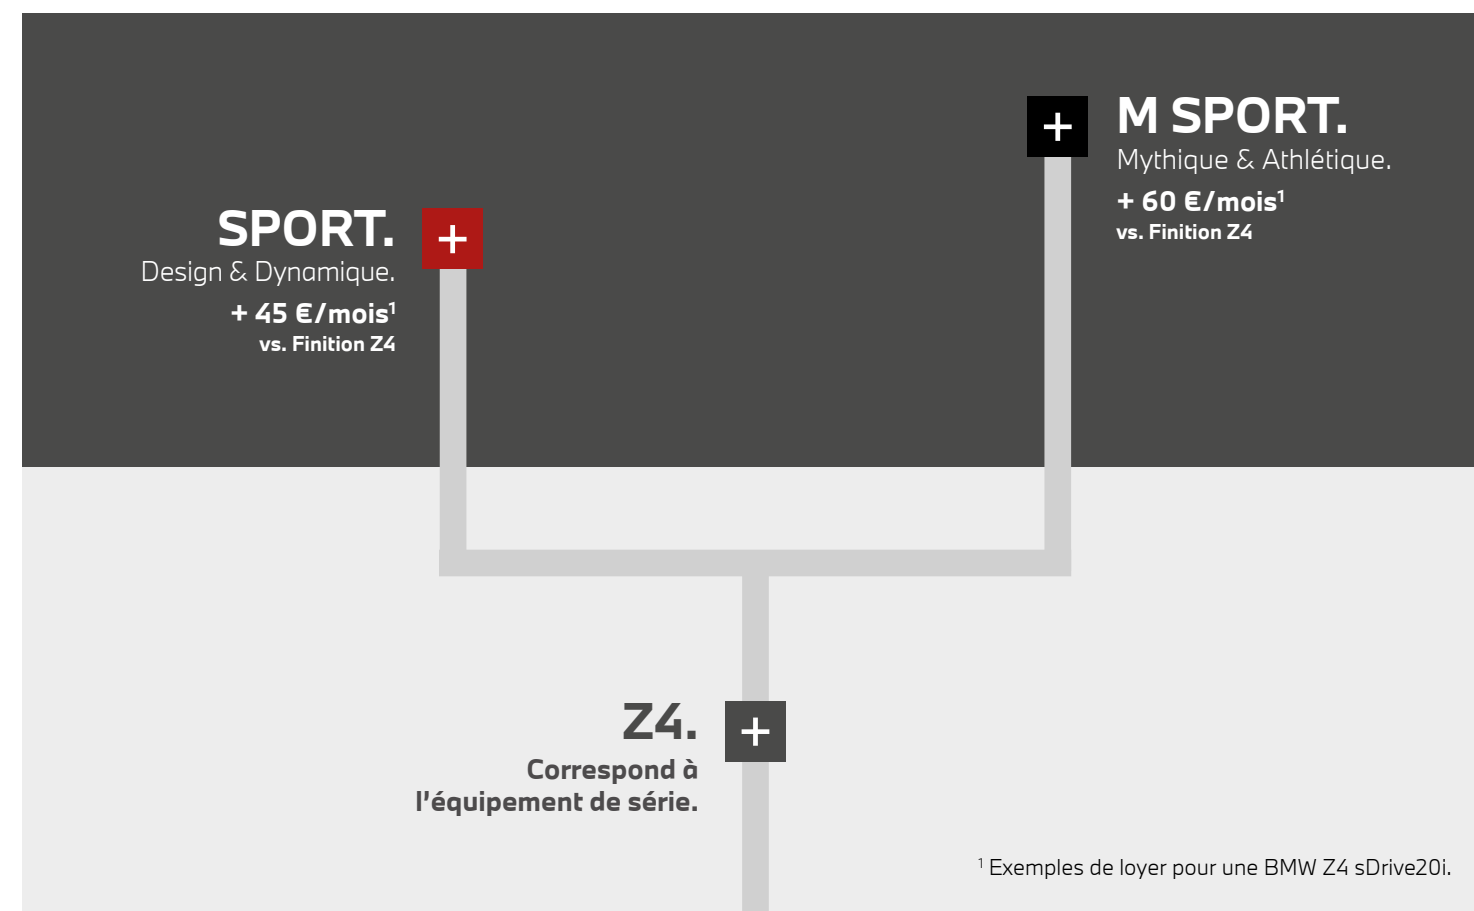 M SPORT.
Mythique & Athlétique.
+ 60 €/mois¹
vs. Finition Z4
SPORT.
Design & Dynamique.
+ 45 €/mois¹
vs. Finition Z4
Z4.
Correspond à
l’équipement de série.
¹ Exemples de loyer pour une BMW Z4 sDrive20i.